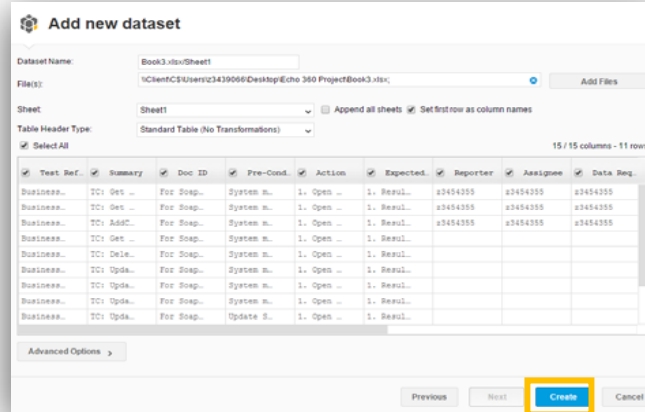 Add new dataset
Dataset Name: Book3.xlsx/Sheet1
File(s): \\Client\C$\Users\z3439066\Desktop\Echo 360 Project\Book3.xlsx; Add Files
Sheet: Sheet1 Append all sheets Set first row as column names
Table Header Type: Standard Table (No Transformations)
Select All 15 / 15 columns - 11 rows
Test Ref… Summary Doc ID Pre-Cond… Action Expected… Reporter Assignee Data Req…
Business… TC: Get … For Soap… System m… 1. Open … 1. Resul… z3454355 z3454355 z3454355
Business… TC: Get … For Soap… System m… 1. Open … 1. Resul… z3454355 z3454355 z3454355
Business… TC: AddC… For Soap… System m… 1. Open … 1. Resul… z3454355 z3454355 z3454355
Business… TC: Get … For Soap… System m… 1. Open … 1. Resul…
Business… TC: Dele… For Soap… System m… 1. Open … 1. Resul…
Business… TC: Upda… For Soap… System m… 1. Open … 1. Resul…
Business… TC: Upda… For Soap… System m… 1. Open … 1. Resul…
Business… TC: Upda… For Soap… System m… 1. Open … 1. Resul…
Business… TC: Upda… For Soap… Update S… 1. Open … 1. Resul…
Advanced Options >
Previous Next Create Cancel